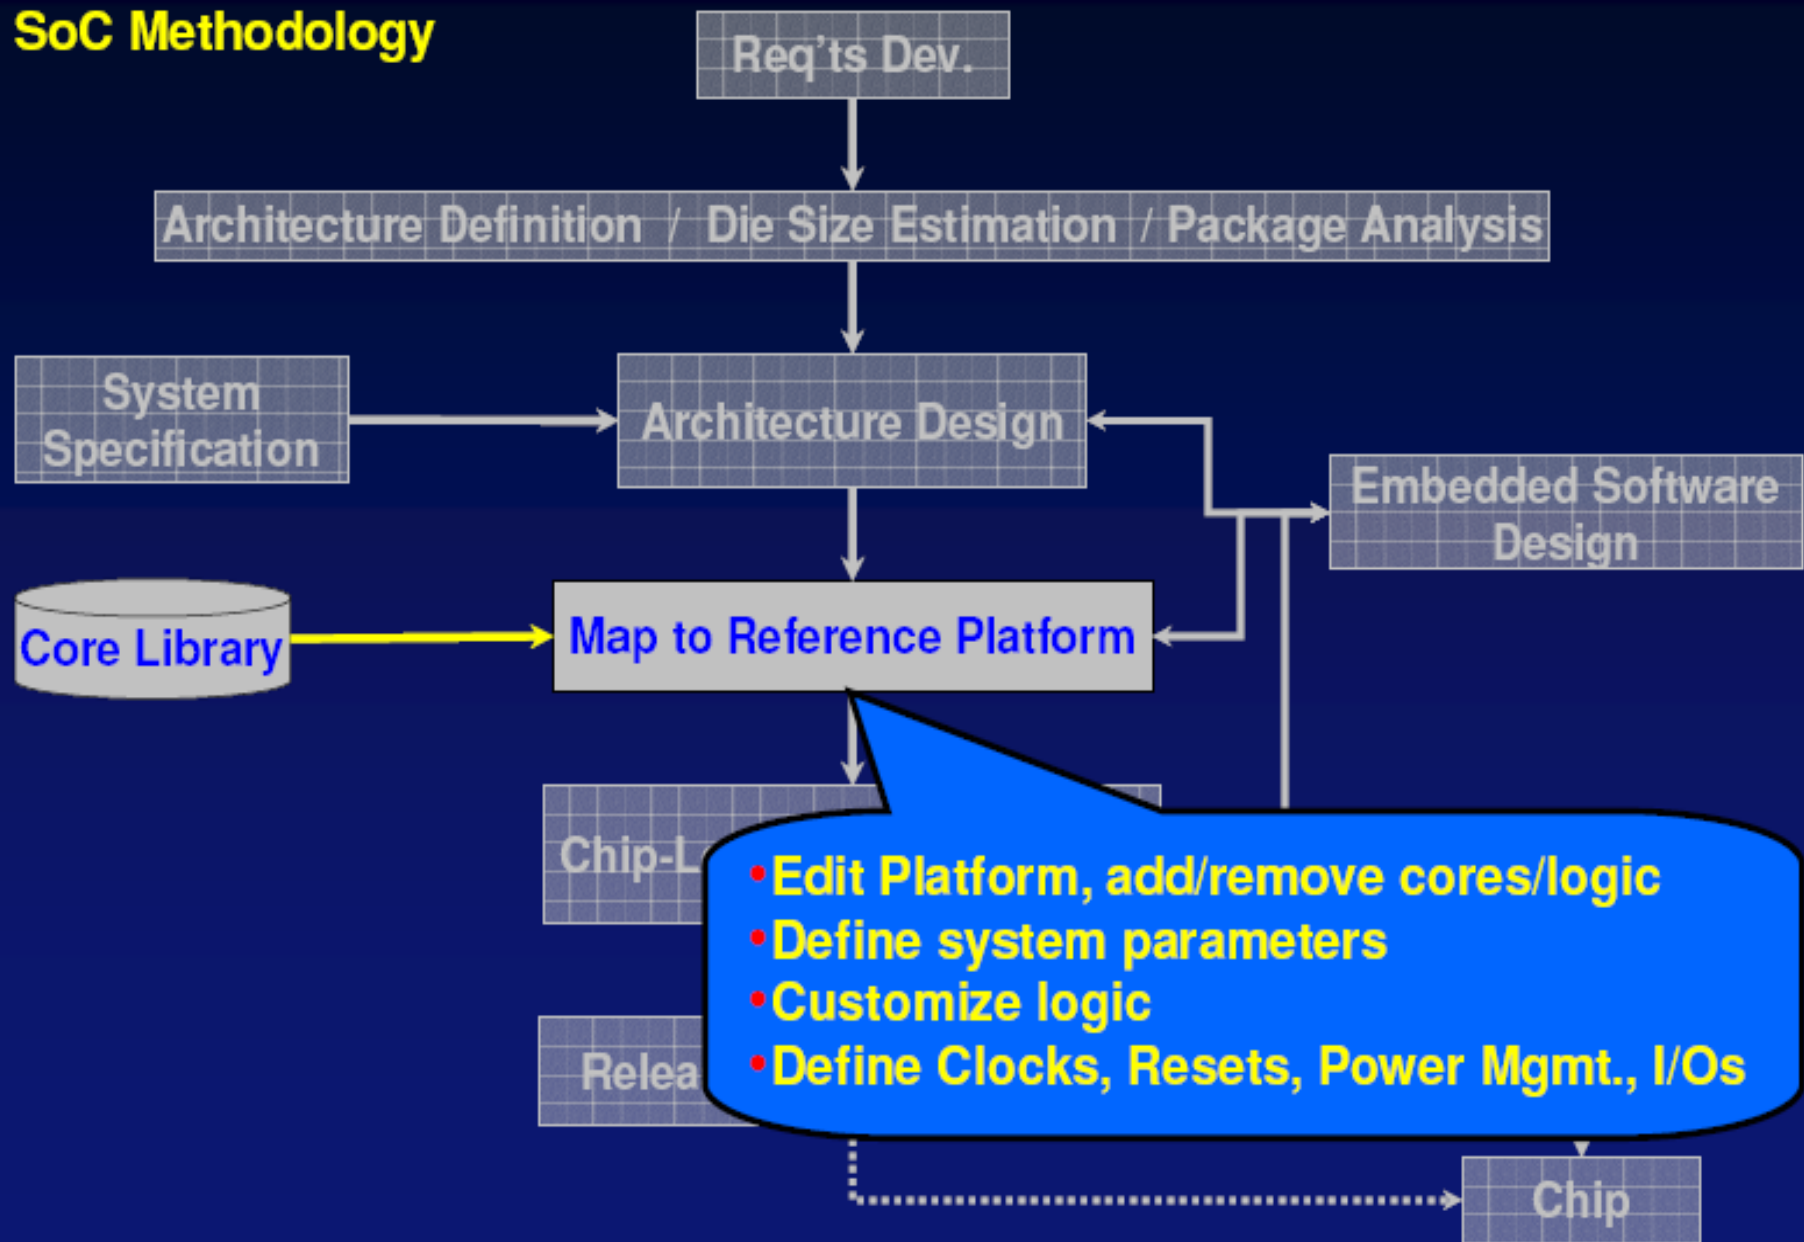 SoC Methodology
Req'ts Dev.
Architecture Definition / Die Size Estimation / Package Analysis
System
Specification
Architecture Design
Embedded Software
Design
Core Library
Map to Reference Platform
•Edit Platform, add/remove cores/logic
•Define system parameters
•Customize logic
•Define Clocks, Resets, Power Mgmt., I/Os
Chip